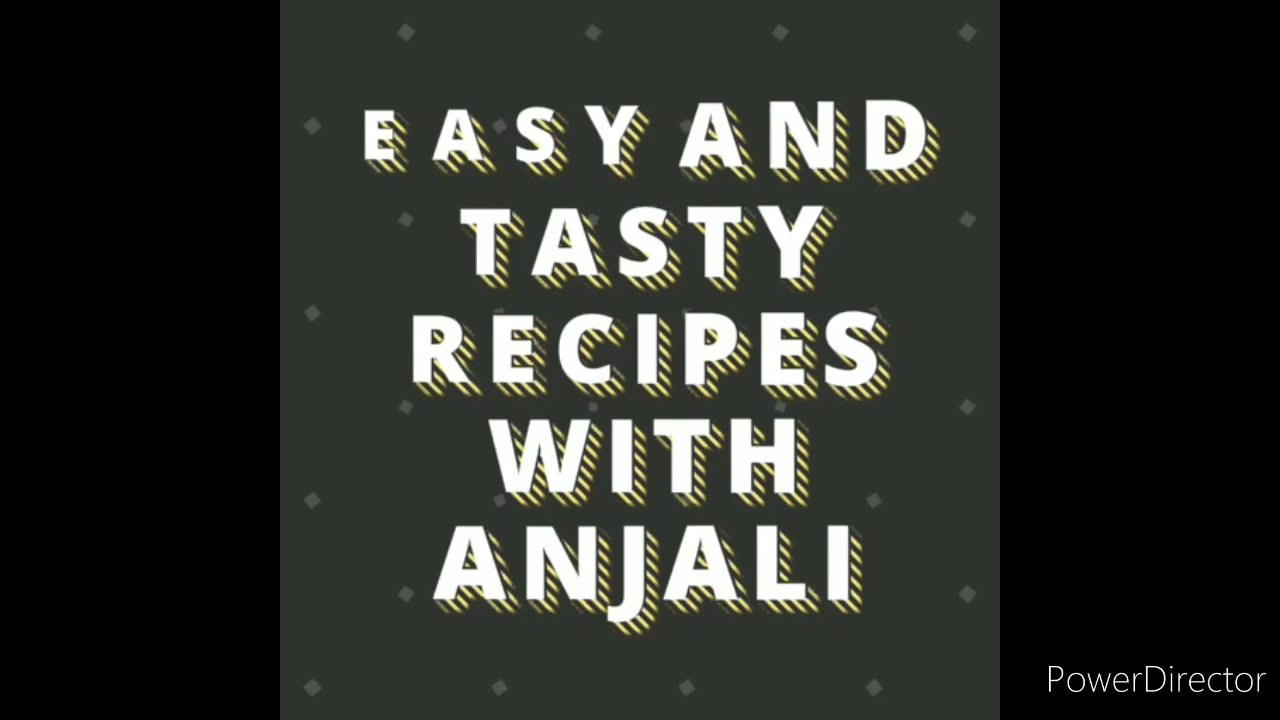 EASY AND
TASTY
RECIPES
WITH
ANJALI
PowerDirector